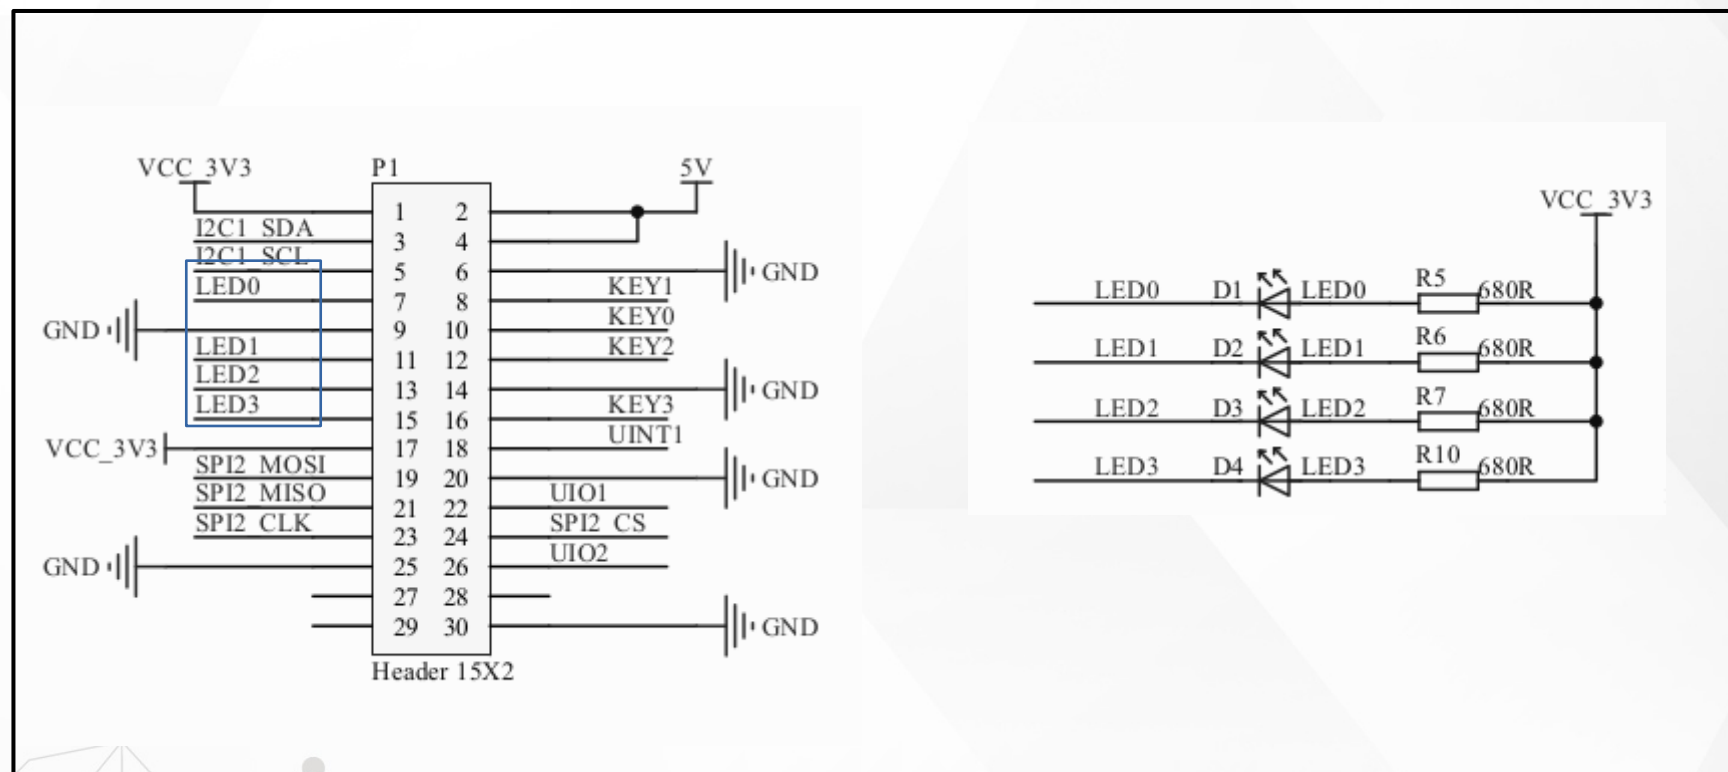 VCC_3V3 P1 5V
1 2
I2C1_SDA 3 4
I2C1_SCL 5 6 GND
LED0 7 8 KEY1
GND 9 10 KEY0
LED1 11 12 KEY2
LED2 13 14 GND
LED3 15 16 KEY3
VCC_3V3 17 18 UINT1
SPI2_MOSI 19 20 GND
SPI2_MISO 21 22 UIO1
SPI2_CLK 23 24 SPI2_CS
GND 25 26 UIO2
27 28
29 30 GND
Header 15X2
VCC_3V3
LED0 D1 LED0 R5 680R
LED1 D2 LED1 R6 680R
LED2 D3 LED2 R7 680R
LED3 D4 LED3 R10 680R